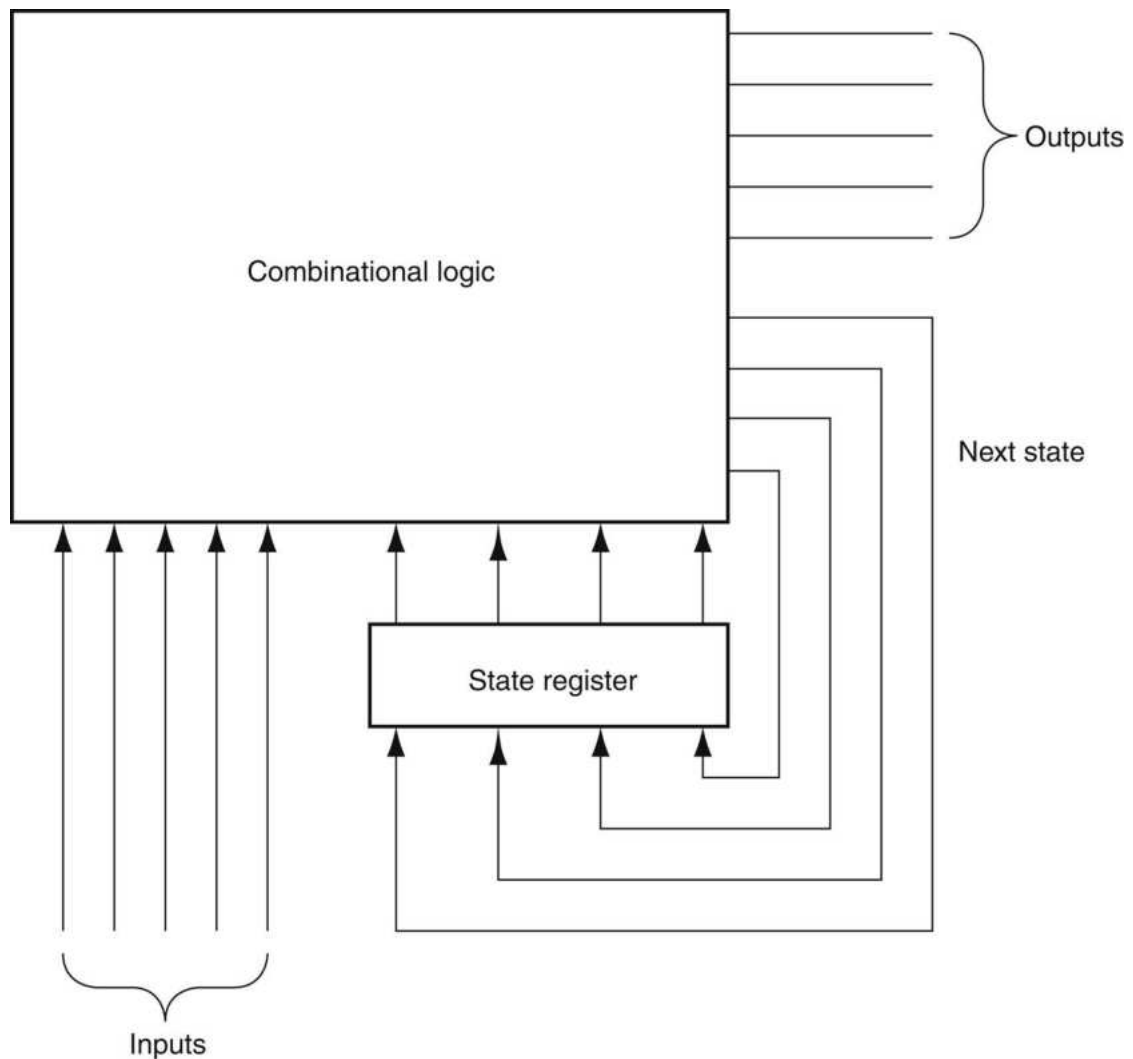 Outputs
Combinational logic
Next state
State register
Inputs